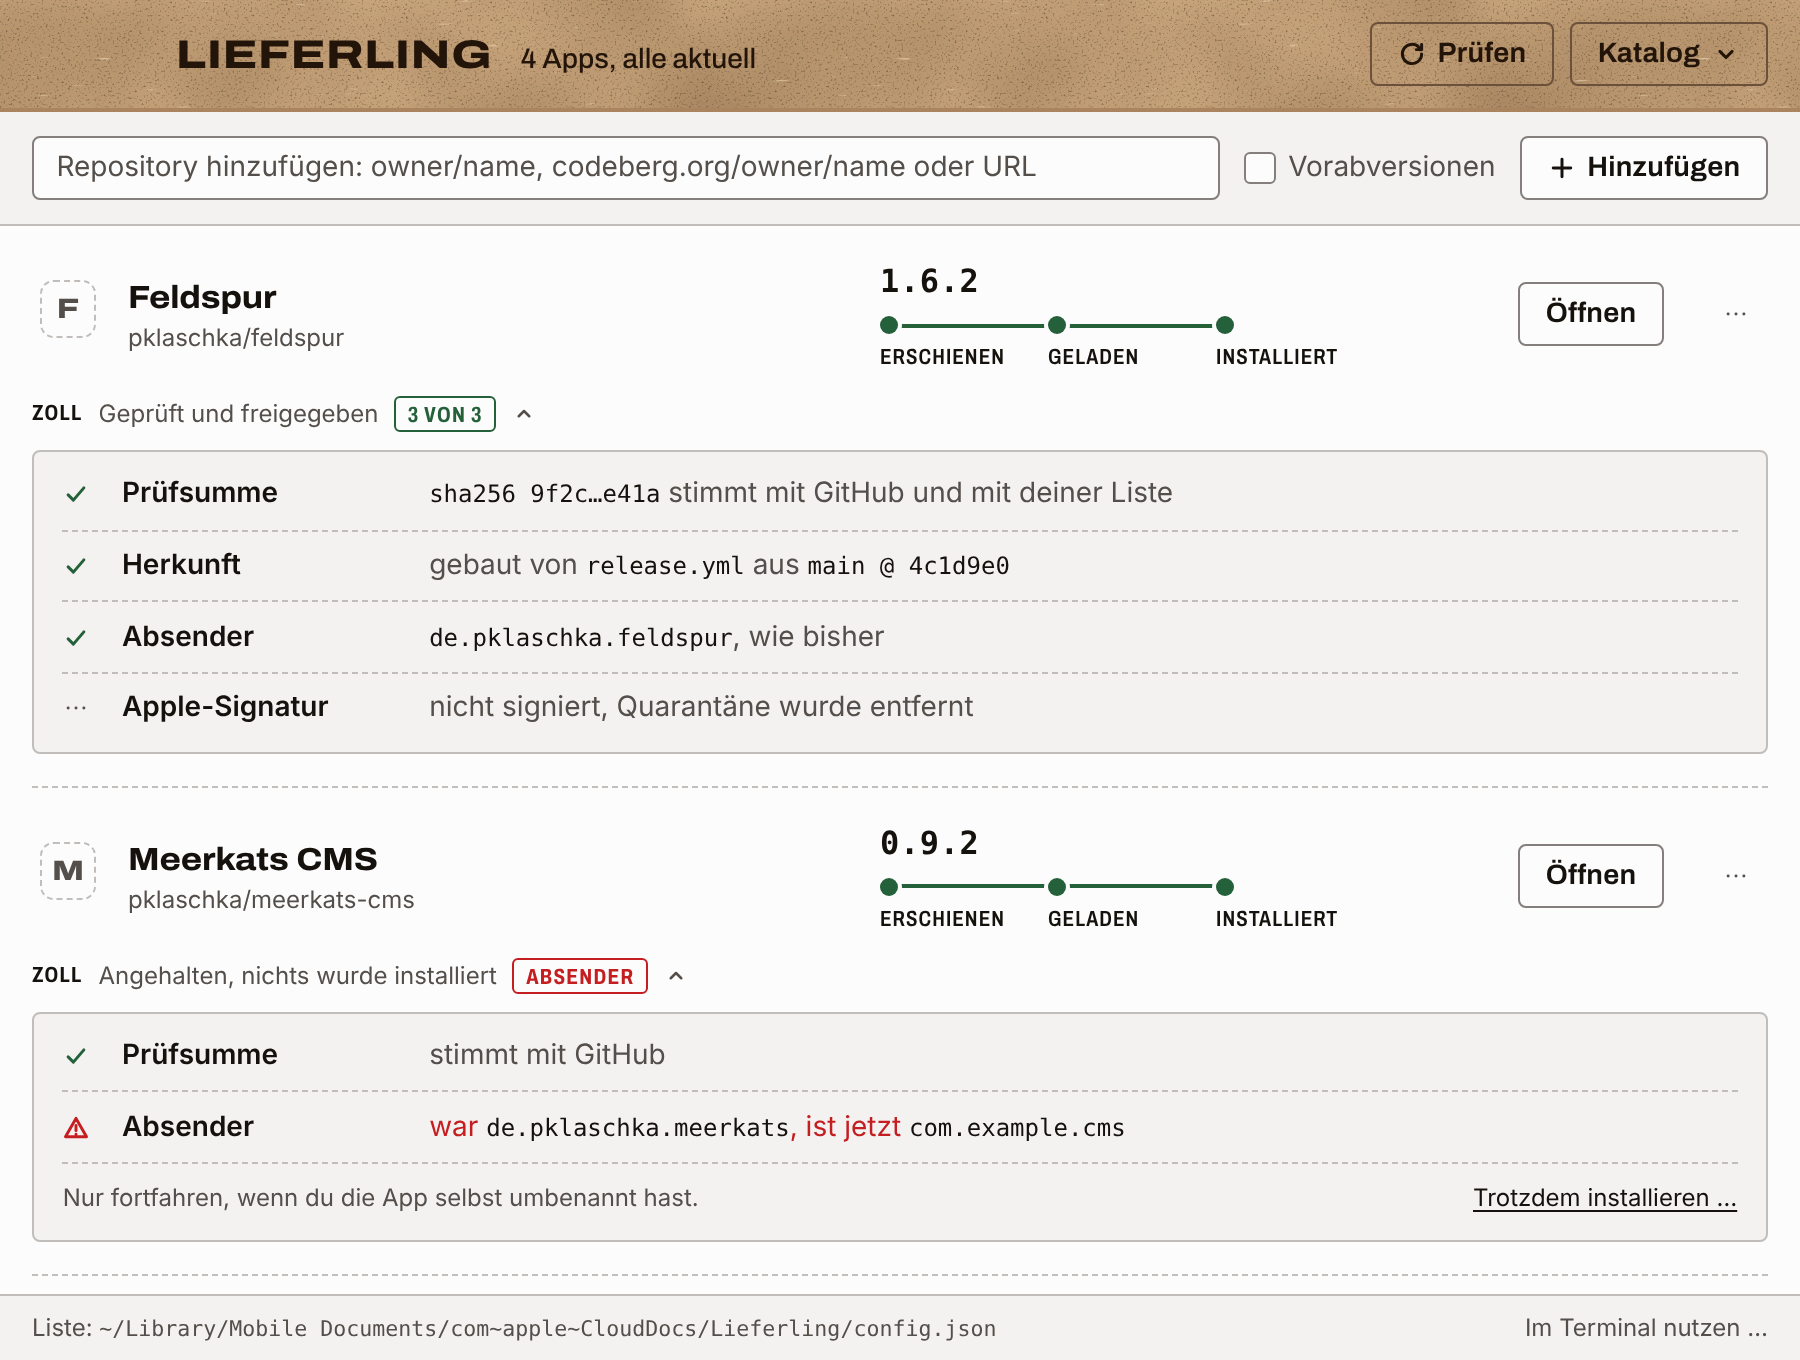 LIEFERLING 4 Apps, alle aktuell Prüfen Katalog
Repository hinzufügen: owner/name, codeberg.org/owner/name oder URL Vorabversionen + Hinzufügen
F Feldspur 1.6.2 Öffnen ...
pklaschka/feldspur
ERSCHIENEN GELADEN INSTALLIERT
ZOLL Geprüft und freigegeben 3 VON 3
Prüfsumme sha256 9f2c…e41a stimmt mit GitHub und mit deiner Liste
Herkunft gebaut von release.yml aus main @ 4c1d9e0
Absender de.pklaschka.feldspur, wie bisher
... Apple-Signatur nicht signiert, Quarantäne wurde entfernt
M Meerkats CMS 0.9.2 Öffnen ...
pklaschka/meerkats-cms
ERSCHIENEN GELADEN INSTALLIERT
ZOLL Angehalten, nichts wurde installiert ABSENDER
Prüfsumme stimmt mit GitHub
Absender war de.pklaschka.meerkats, ist jetzt com.example.cms
Nur fortfahren, wenn du die App selbst umbenannt hast. Trotzdem installieren ...
Liste: ~/Library/Mobile Documents/com~apple~CloudDocs/Lieferling/config.json Im Terminal nutzen ...